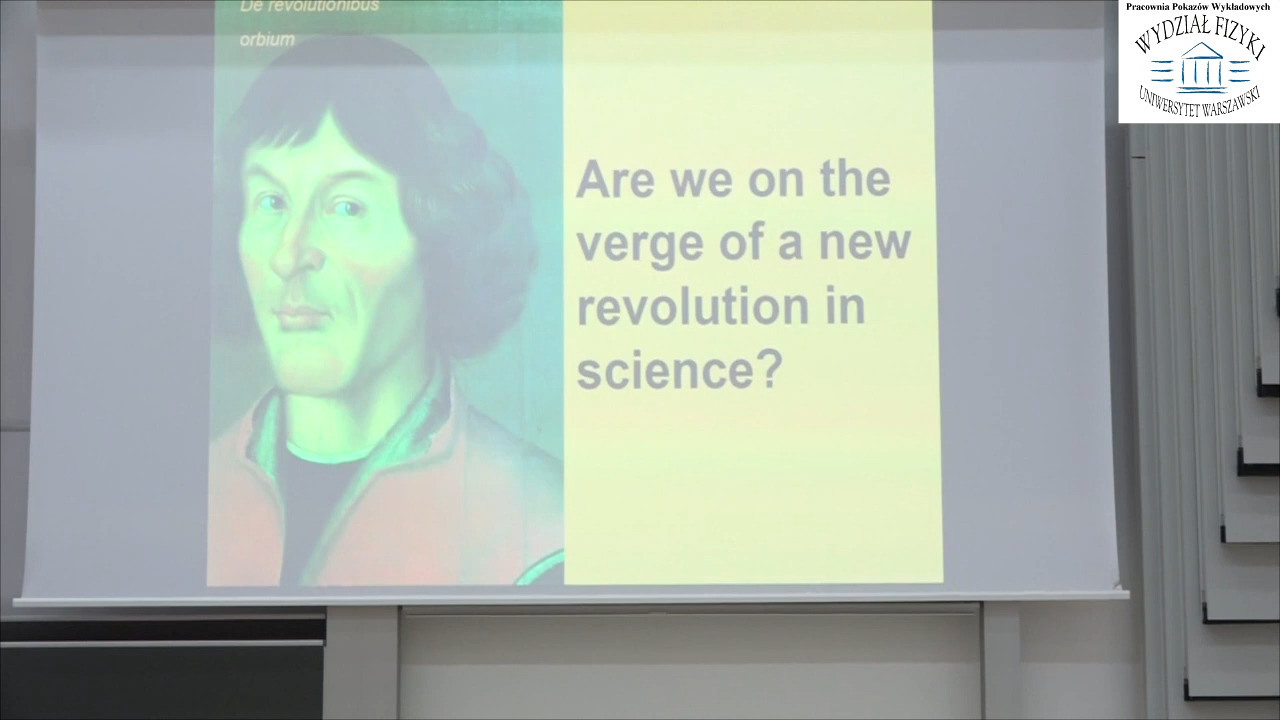 De revolutionibus
orbium
Are we on the
verge of a new
revolution in
science?
Pracownia Pokazów Wykładowych
WYDZIAŁ FIZYKI
UNIWERSYTET WARSZAWSKI